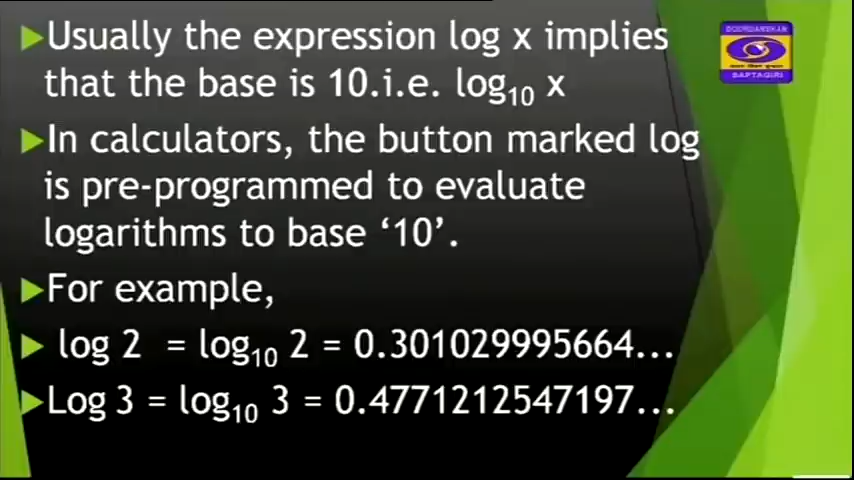 Usually the expression log x implies
that the base is 10.i.e. log₁₀ x
In calculators, the button marked log
is pre-programmed to evaluate
logarithms to base ‘10’.
For example,
log 2 = log₁₀ 2 = 0.301029995664...
Log 3 = log₁₀ 3 = 0.4771212547197...
DOORDARSHAN
SAPTAGIRI